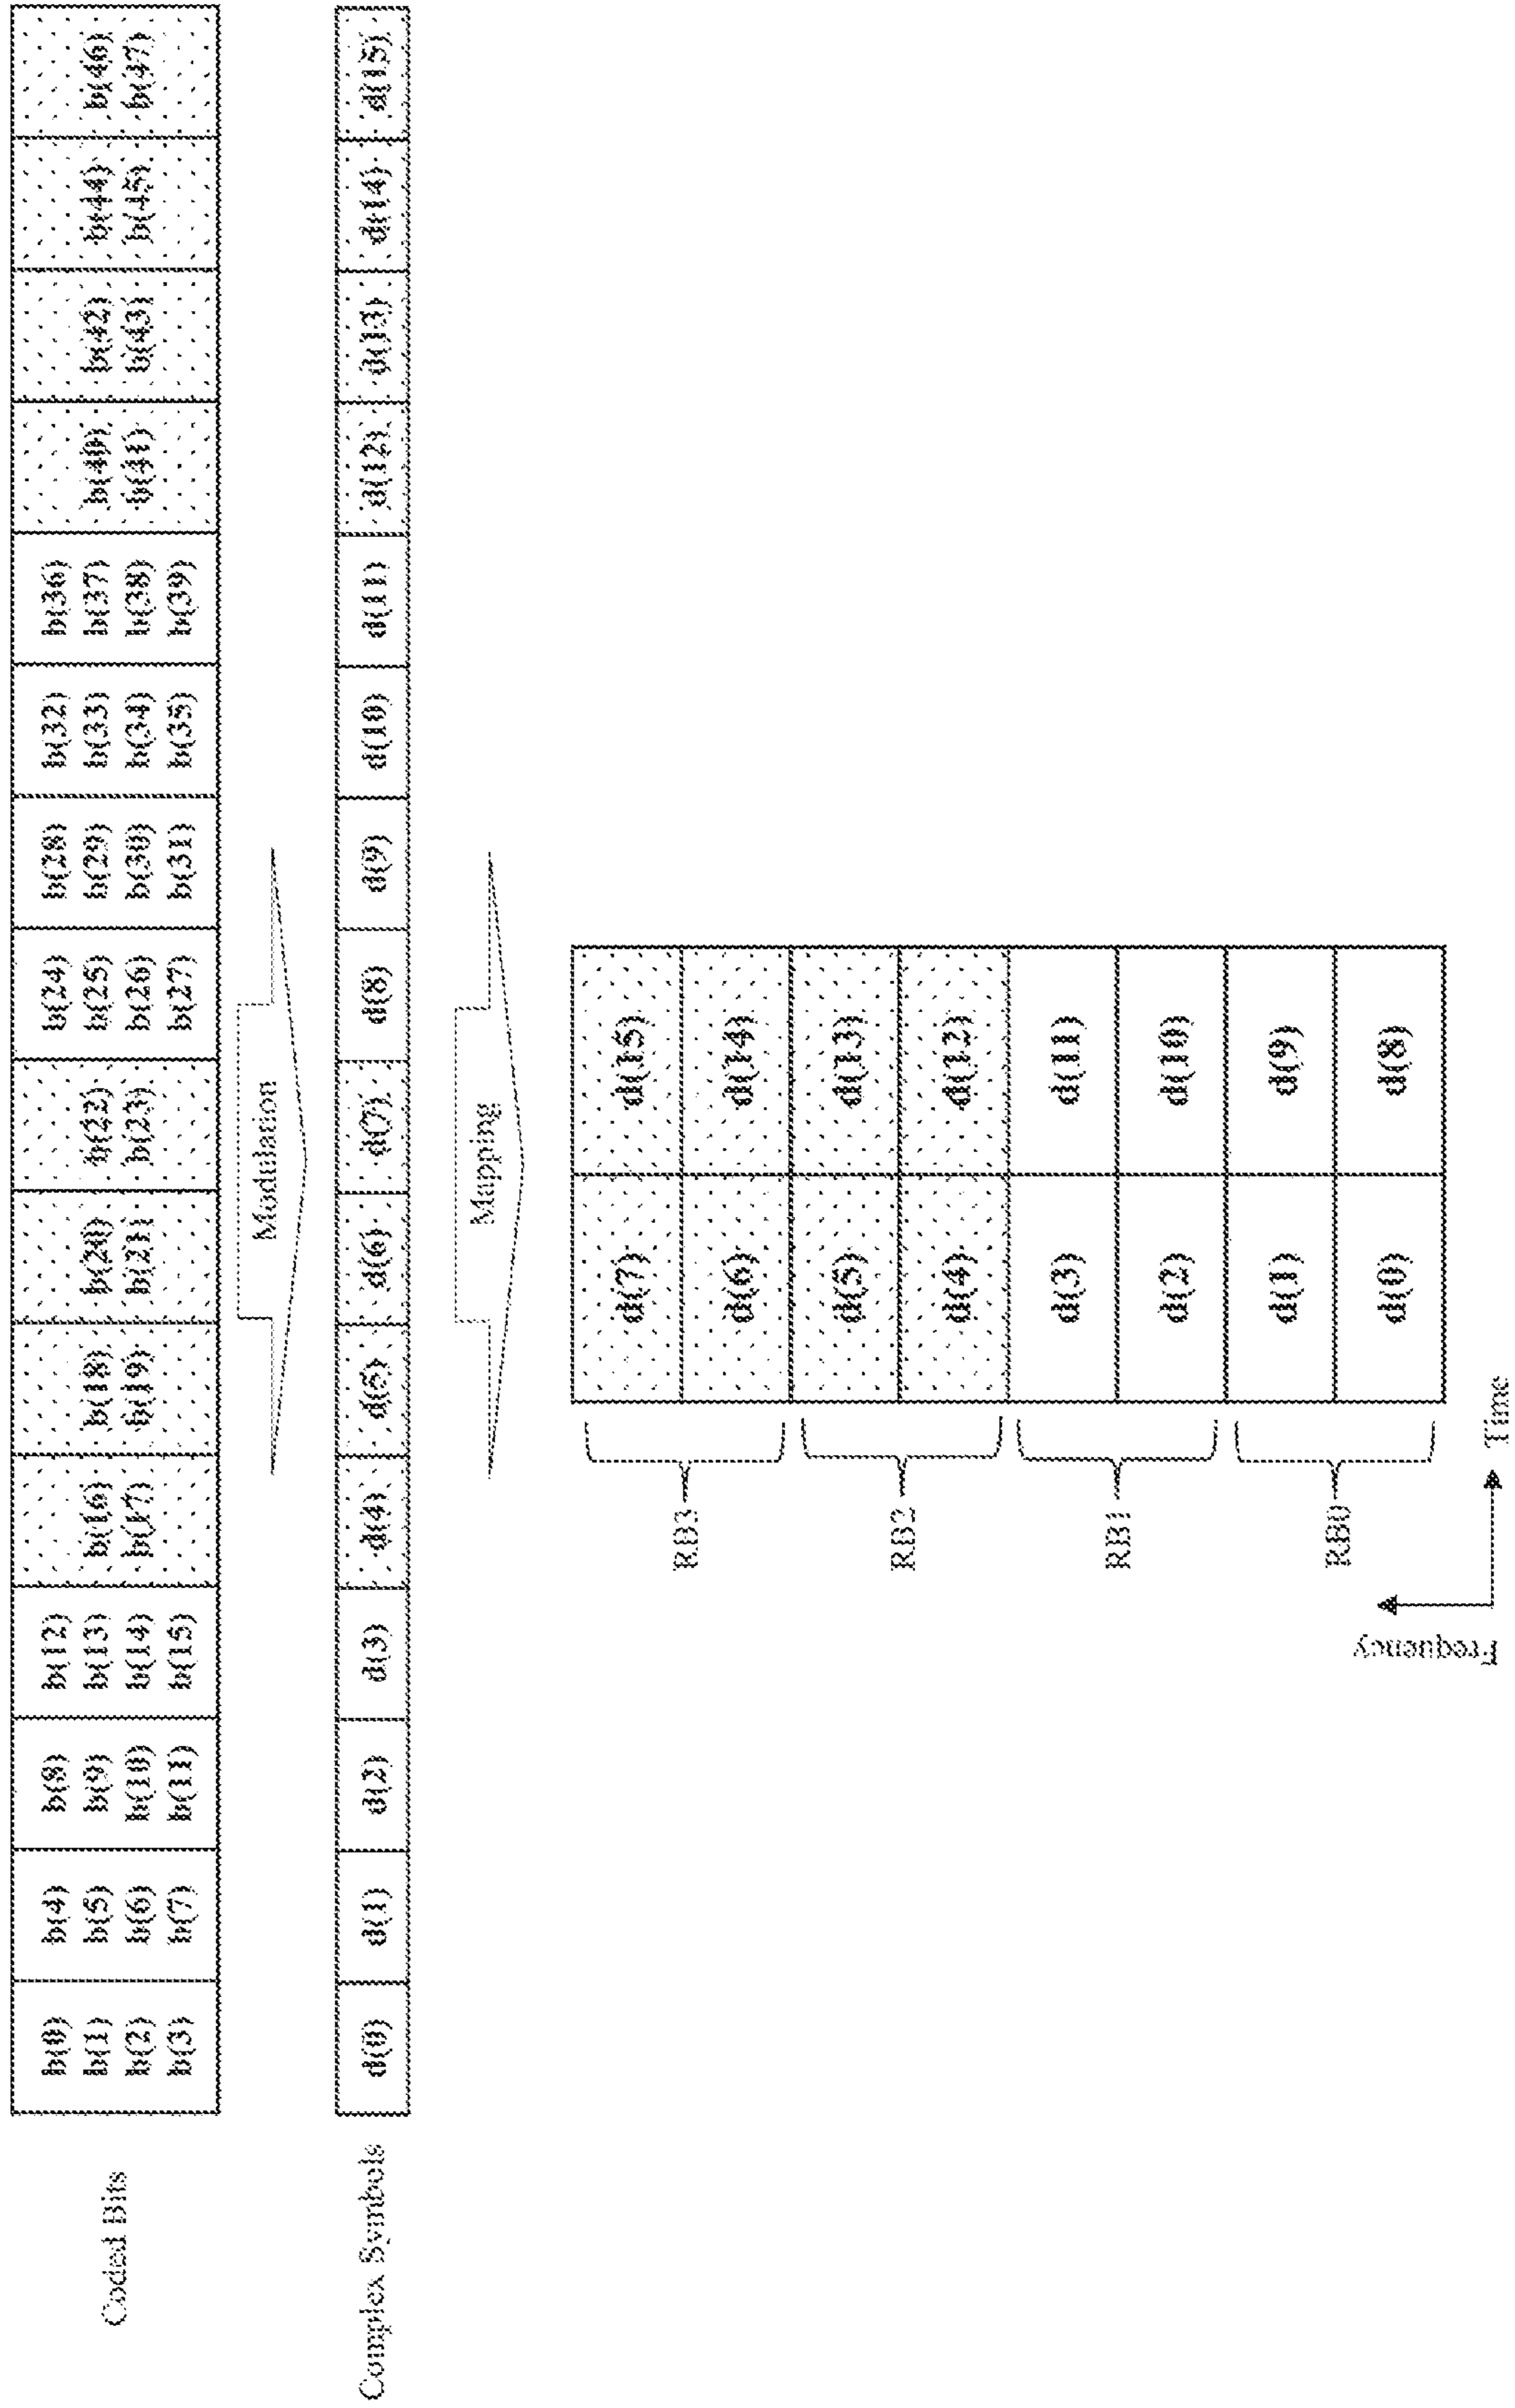 Coded Bits
b(0)
b(1)
b(2)
b(3)
b(4)
b(5)
b(6)
b(7)
b(8)
b(9)
b(10)
b(11)
b(12)
b(13)
b(14)
b(15)
b(16)
b(17)
b(18)
b(19)
b(20)
b(21)
b(22)
b(23)
b(24)
b(25)
b(26)
b(27)
b(28)
b(29)
b(30)
b(31)
b(32)
b(33)
b(34)
b(35)
b(36)
b(37)
b(38)
b(39)
b(40)
b(41)
b(42)
b(43)
b(44)
b(45)
b(46)
b(47)
Modulation
Complex Symbols
d(0)
d(1)
d(2)
d(3)
d(4)
d(5)
d(6)
d(7)
d(8)
d(9)
d(10)
d(11)
d(12)
d(13)
d(14)
d(15)
Mapping
RB3
d(7)
d(15)
d(6)
d(14)
RB2
d(5)
d(13)
d(4)
d(12)
RB1
d(3)
d(11)
d(2)
d(10)
RB0
d(1)
d(9)
d(0)
d(8)
Frequency
Time